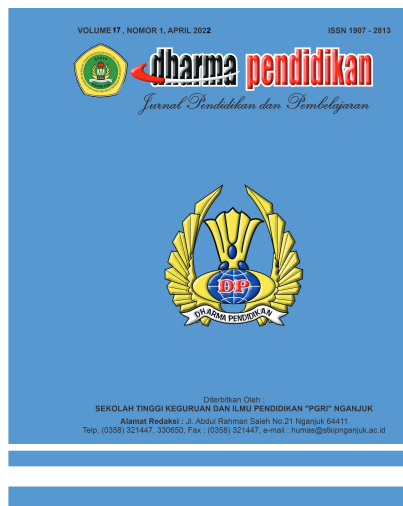 VOLUME 17 , NOMOR 1, APRIL 2022
ISSN 1907 - 2813
dharma pendidikan
Jurnal Pendidikan dan Pembelajaran
DP
DHARMA PENDIDIKAN
Diterbitkan Oleh :
SEKOLAH TINGGI KEGURUAN DAN ILMU PENDIDIKAN "PGRI" NGANJUK
Alamat Redaksi : Jl. Abdul Rahman Saleh No.21 Nganjuk 64411
Telp. (0358) 321447, 330650, Fax : (0358) 321447, e-mail : humas@stkipnganjuk.ac.id